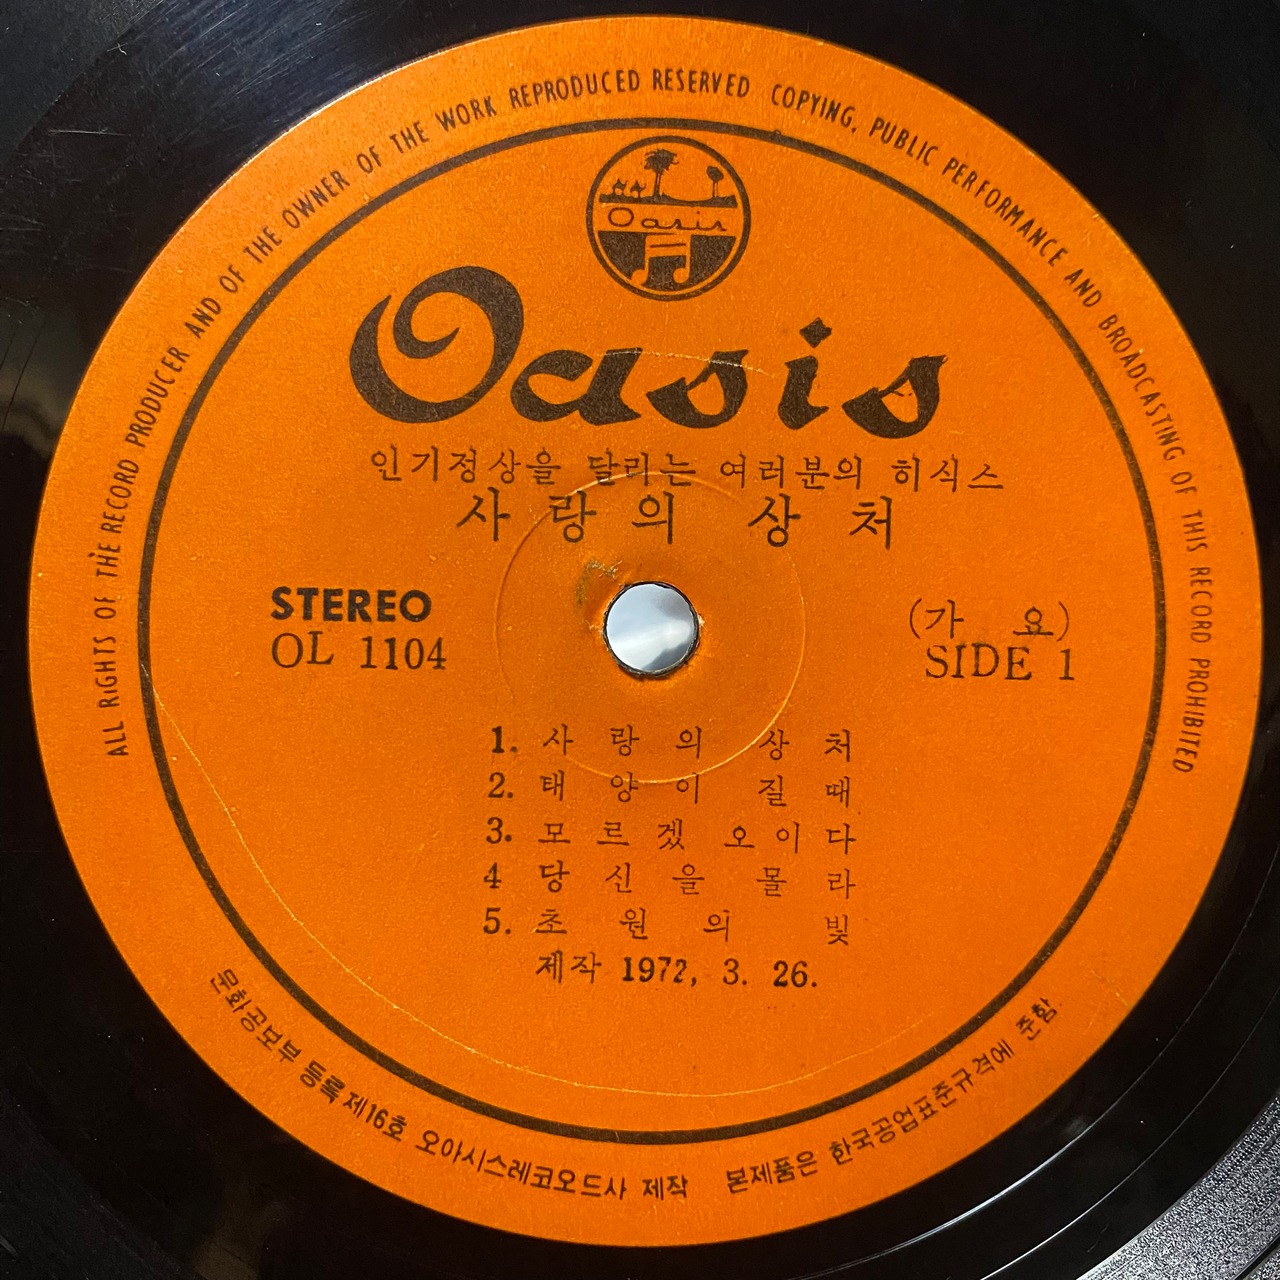 ALL RIGHTS OF THE RECORD PRODUCER AND OF THE OWNER OF THE WORK REPRODUCED RESERVED COPYING, PUBLIC PERFORMANCE AND BROADCASTING OF THIS RECORD PROHIBITED
Oasis
Oasis
인기정상을 달리는 여러분의 히식스
사랑의 상처
STEREO
OL 1104
(가 요)
SIDE 1
1. 사랑의 상처
2. 태양이 질때
3. 모르겠 오이다
4 당신을 몰라
5. 초원의 빛
제작 1972, 3. 26.
문화공보부 등록제16호 오아시스레코오드사 제작 본제품은 한국공업표준규격에 준함